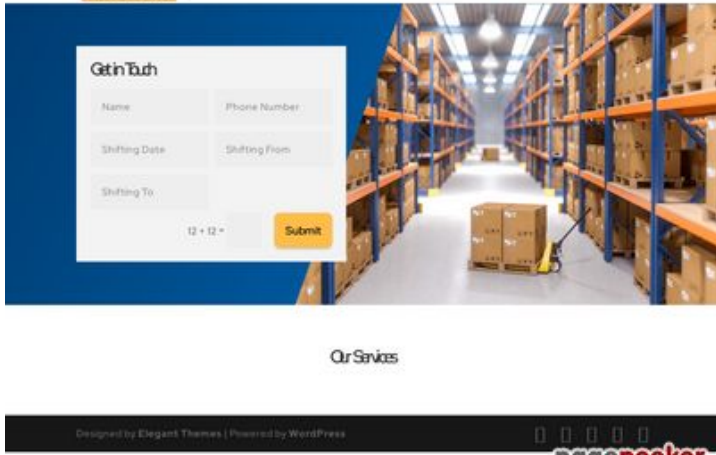 Get in Touch
Name
Phone Number
Shifting Date
Shifting From
Shifting To
12 + 12 =
Submit
Our Services
Designed by Elegant Themes | Powered by WordPress
pagepeeker